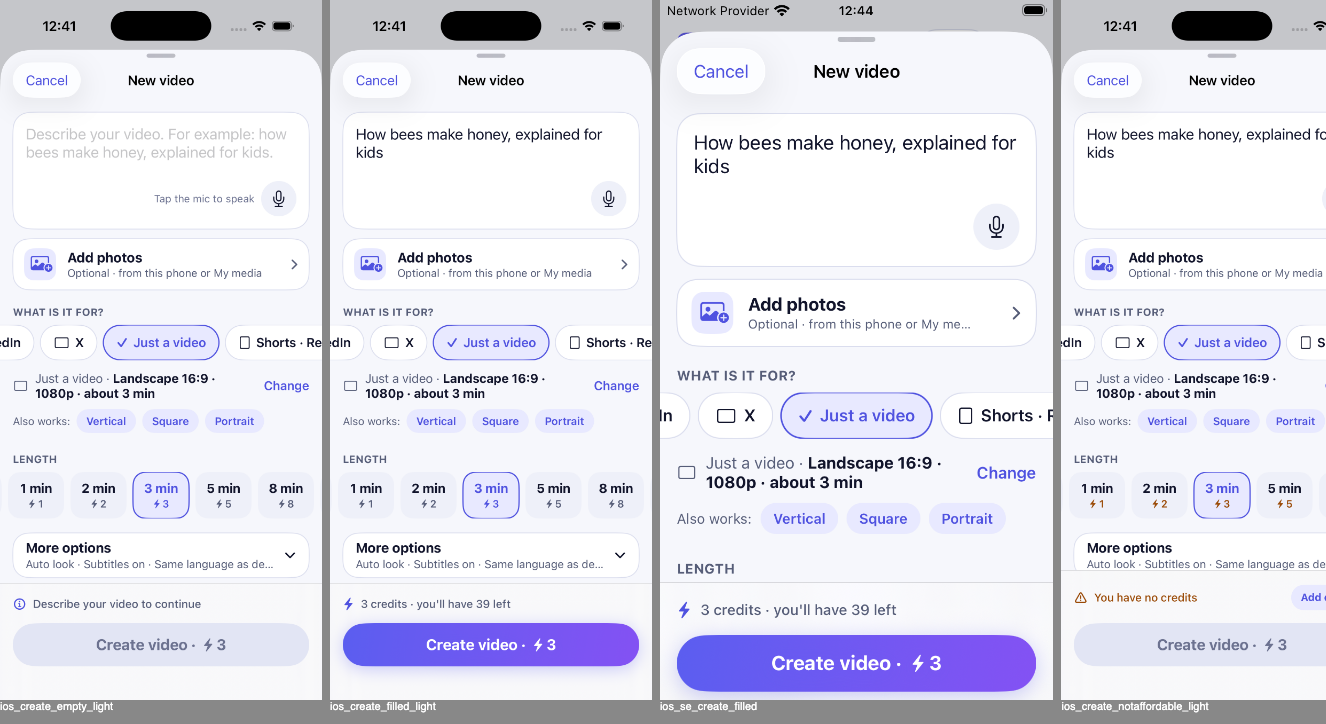 12:41
Cancel
New video
Describe your video. For example: how
bees make honey, explained for kids.
Tap the mic to speak
Add photos
Optional · from this phone or My media
WHAT IS IT FOR?
edIn
X
Just a video
Shorts · Re
Just a video · Landscape 16:9 ·
1080p · about 3 min
Change
Also works:
Vertical
Square
Portrait
LENGTH
1 min
1
2 min
2
3 min
3
5 min
5
8 min
8
More options
Auto look · Subtitles on · Same language as de...
Describe your video to continue
Create video · 3
ios_create_empty_light
12:41
Cancel
New video
How bees make honey, explained for
kids
Add photos
Optional · from this phone or My media
WHAT IS IT FOR?
edIn
X
Just a video
Shorts · Re
Just a video · Landscape 16:9 ·
1080p · about 3 min
Change
Also works:
Vertical
Square
Portrait
LENGTH
1 min
1
2 min
2
3 min
3
5 min
5
8 min
8
More options
Auto look · Subtitles on · Same language as de...
3 credits · you'll have 39 left
Create video · 3
ios_create_filled_light
Network Provider
12:44
Cancel
New video
How bees make honey, explained for
kids
Add photos
Optional · from this phone or My me...
WHAT IS IT FOR?
In
X
Just a video
Shorts · R
Just a video · Landscape 16:9 ·
1080p · about 3 min
Change
Also works:
Vertical
Square
Portrait
LENGTH
3 credits · you'll have 39 left
Create video · 3
ios_se_create_filled
12:41
Cancel
New video
How bees make honey, explained fo
kids
Add photos
Optional · from this phone or My media
WHAT IS IT FOR?
edIn
X
Just a video
S
Just a video · Landscape 16:9 ·
1080p · about 3 min
Also works:
Vertical
Square
Portrait
LENGTH
1 min
1
2 min
2
3 min
3
5 min
5
More options
Auto look · Subtitles on · Same language as de
You have no credits
Add
Create video · 3
ios_create_notaffordable_light